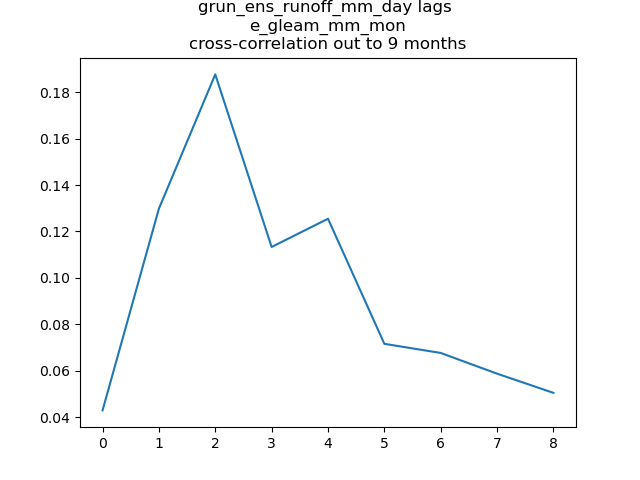 grun_ens_runoff_mm_day lags
e_gleam_mm_mon
cross-correlation out to 9 months
0.18
0.16
0.14
0.12
0.10
0.08
0.06
0.04
0 1 2 3 4 5 6 7 8